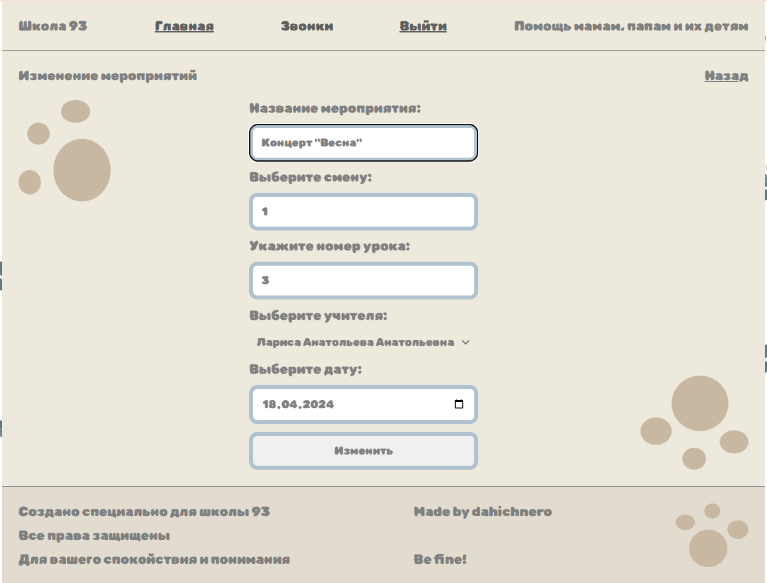 Школа 93 Главная Звонки Выйти Помощь мамам, папам и их детям
Изменение мероприятий Назад
Название мероприятия:
Концерт "Весна"
Выберите смену:
1
Укажите номер урока:
3
Выберите учителя:
Лариса Анатольева Анатольевна
Выберите дату:
18.04.2024
Изменить
Создано специально для школы 93 Made by dahichnero
Все права защищены
Для вашего спокойствия и понимания Be fine!